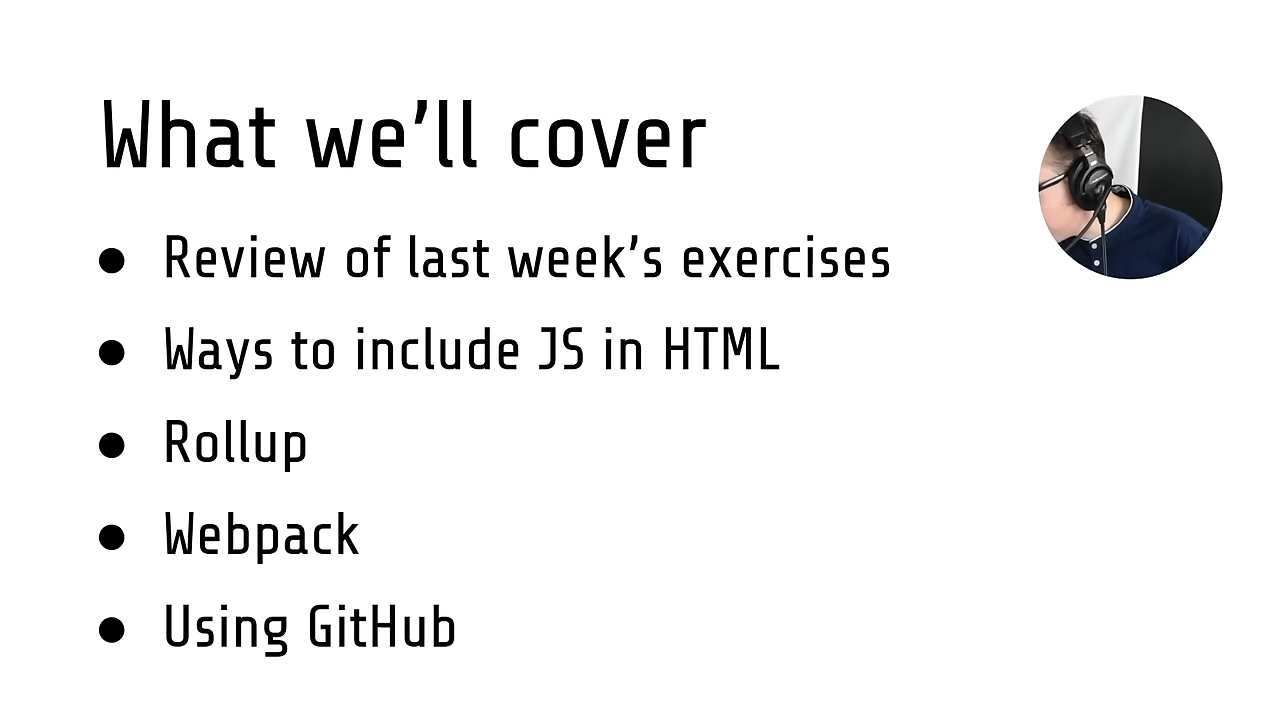 What we’ll cover
● Review of last week’s exercises
● Ways to include JS in HTML
● Rollup
● Webpack
● Using GitHub